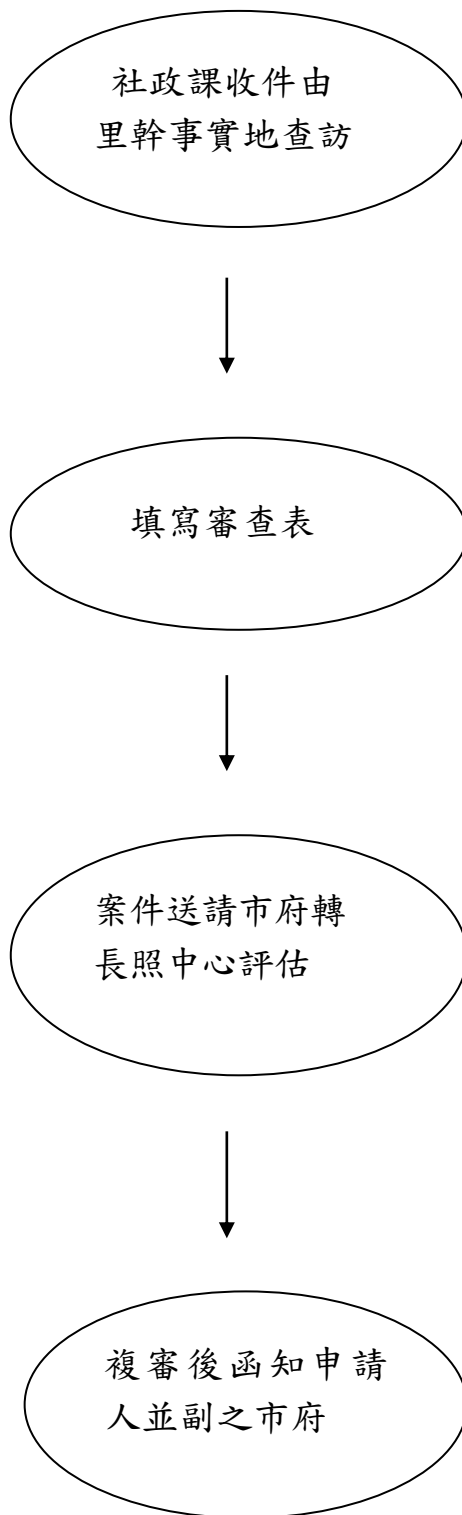 社政課收件由
里幹事實地查訪
填寫審查表
案件送請市府轉
長照中心評估
複審後函知申請
人並副之市府